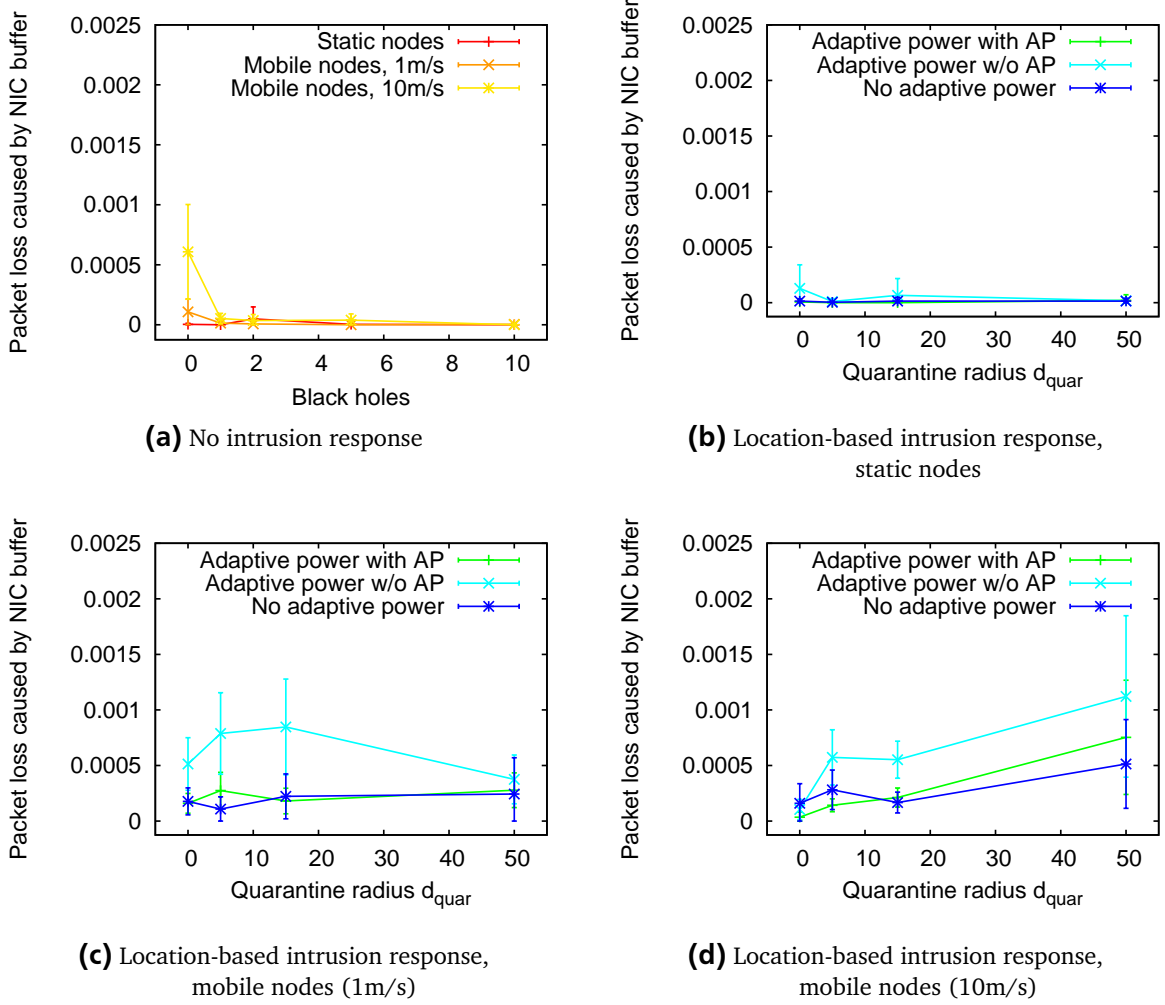 Packet loss caused by NIC buffer
0.0025
0.002
0.0015
0.001
0.0005
0
0 2 4 6 8 10
Black holes
Static nodes
Mobile nodes, 1m/s
Mobile nodes, 10m/s
(a) No intrusion response
Packet loss caused by NIC buffer
0.0025
0.002
0.0015
0.001
0.0005
0
0 10 20 30 40 50
Quarantine radius d_quar
Adaptive power with AP
Adaptive power w/o AP
No adaptive power
(b) Location-based intrusion response,
static nodes
Packet loss caused by NIC buffer
0.0025
0.002
0.0015
0.001
0.0005
0
0 10 20 30 40 50
Quarantine radius d_quar
Adaptive power with AP
Adaptive power w/o AP
No adaptive power
(c) Location-based intrusion response,
mobile nodes (1m/s)
Packet loss caused by NIC buffer
0.0025
0.002
0.0015
0.001
0.0005
0
0 10 20 30 40 50
Quarantine radius d_quar
Adaptive power with AP
Adaptive power w/o AP
No adaptive power
(d) Location-based intrusion response,
mobile nodes (10m/s)